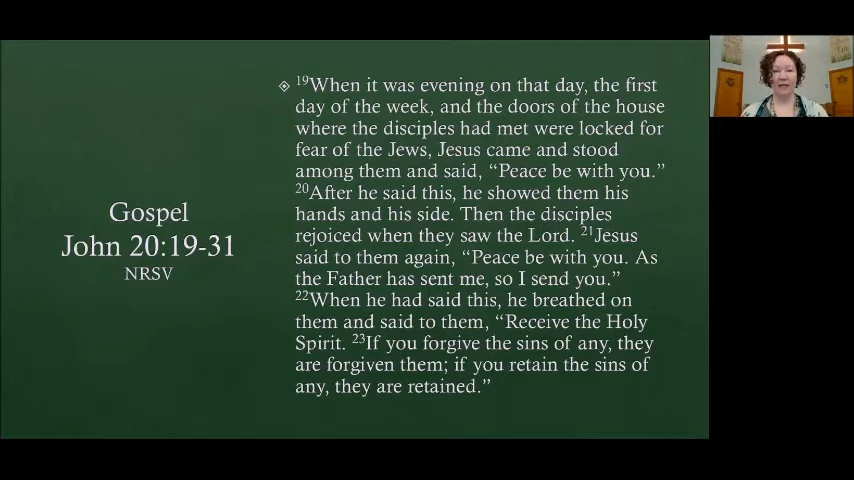 Gospel
John 20:19-31
NRSV
19When it was evening on that day, the first
day of the week, and the doors of the house
where the disciples had met were locked for
fear of the Jews, Jesus came and stood
among them and said, “Peace be with you.”
20After he said this, he showed them his
hands and his side. Then the disciples
rejoiced when they saw the Lord. 21Jesus
said to them again, “Peace be with you. As
the Father has sent me, so I send you.”
22When he had said this, he breathed on
them and said to them, “Receive the Holy
Spirit. 23If you forgive the sins of any, they
are forgiven them; if you retain the sins of
any, they are retained.”